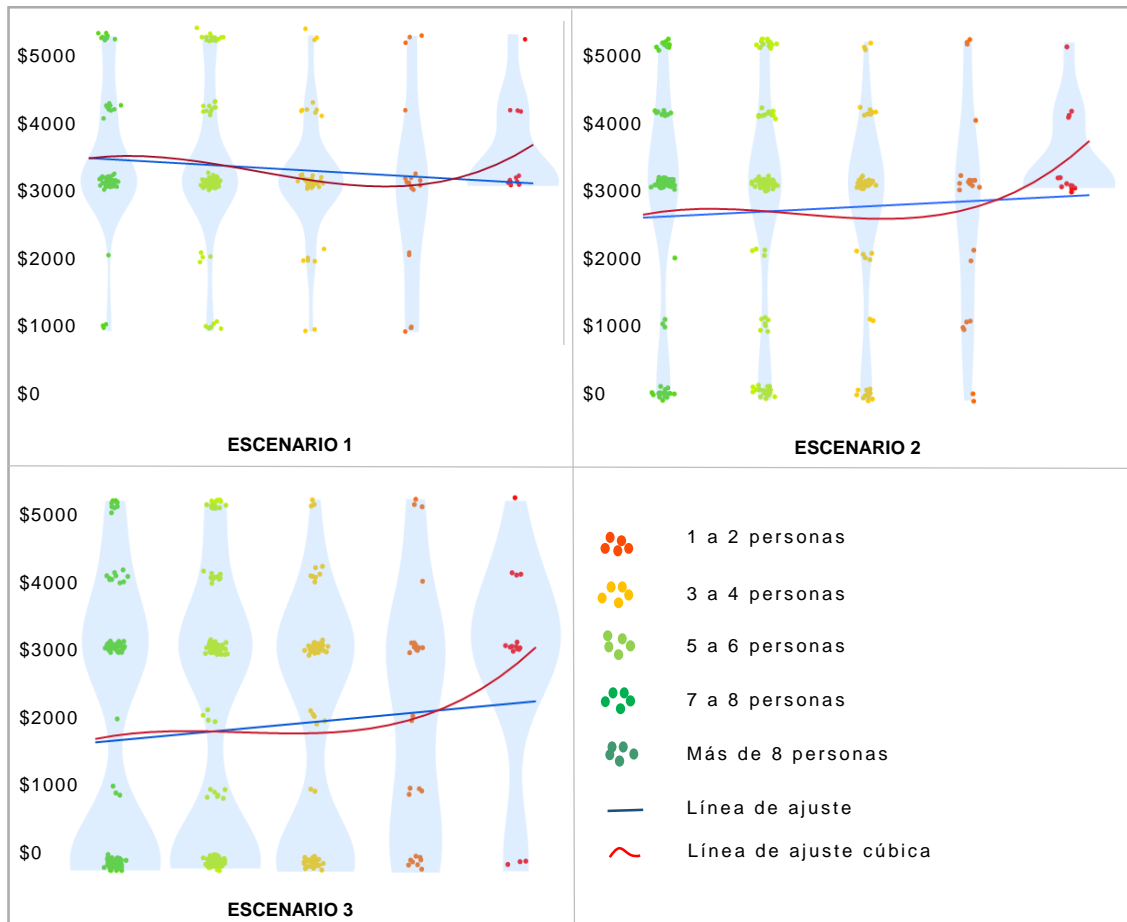 $5000
$4000
$3000
$2000
$1000
$0
ESCENARIO 1
$5000
$4000
$3000
$2000
$1000
$0
ESCENARIO 2
$5000
$4000
$3000
$2000
$1000
$0
ESCENARIO 3
1 a 2 personas
3 a 4 personas
5 a 6 personas
7 a 8 personas
Más de 8 personas
Línea de ajuste
Línea de ajuste cúbica